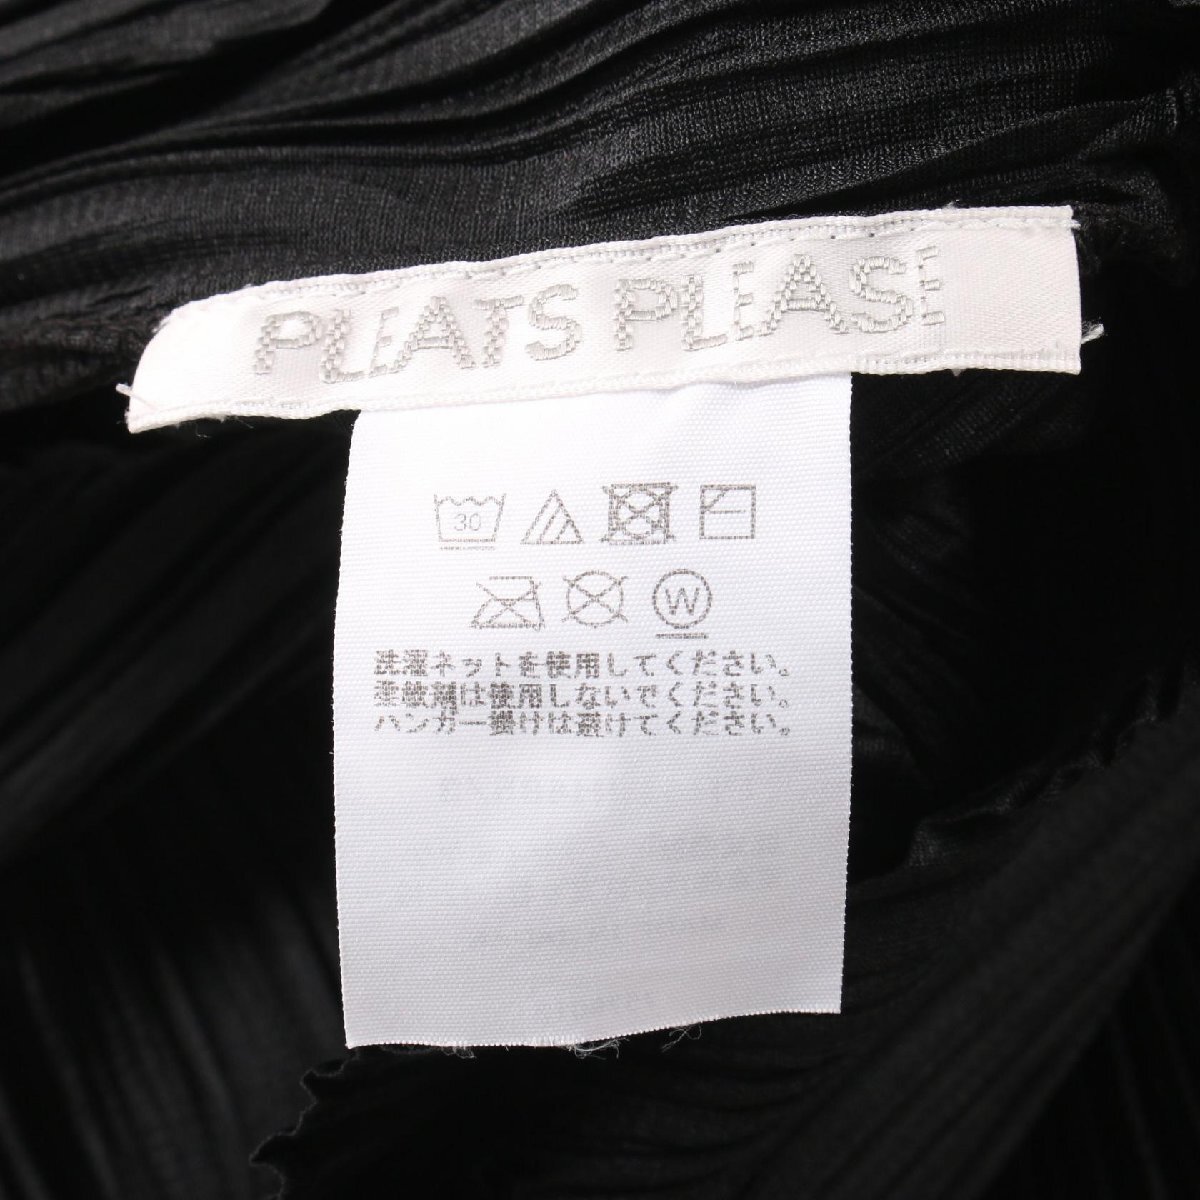 PLEATS PLEASE
30
W
洗濯ネットを使用してください。
柔軟剤は使用しないでください。
ハンガー掛けは避けてください。